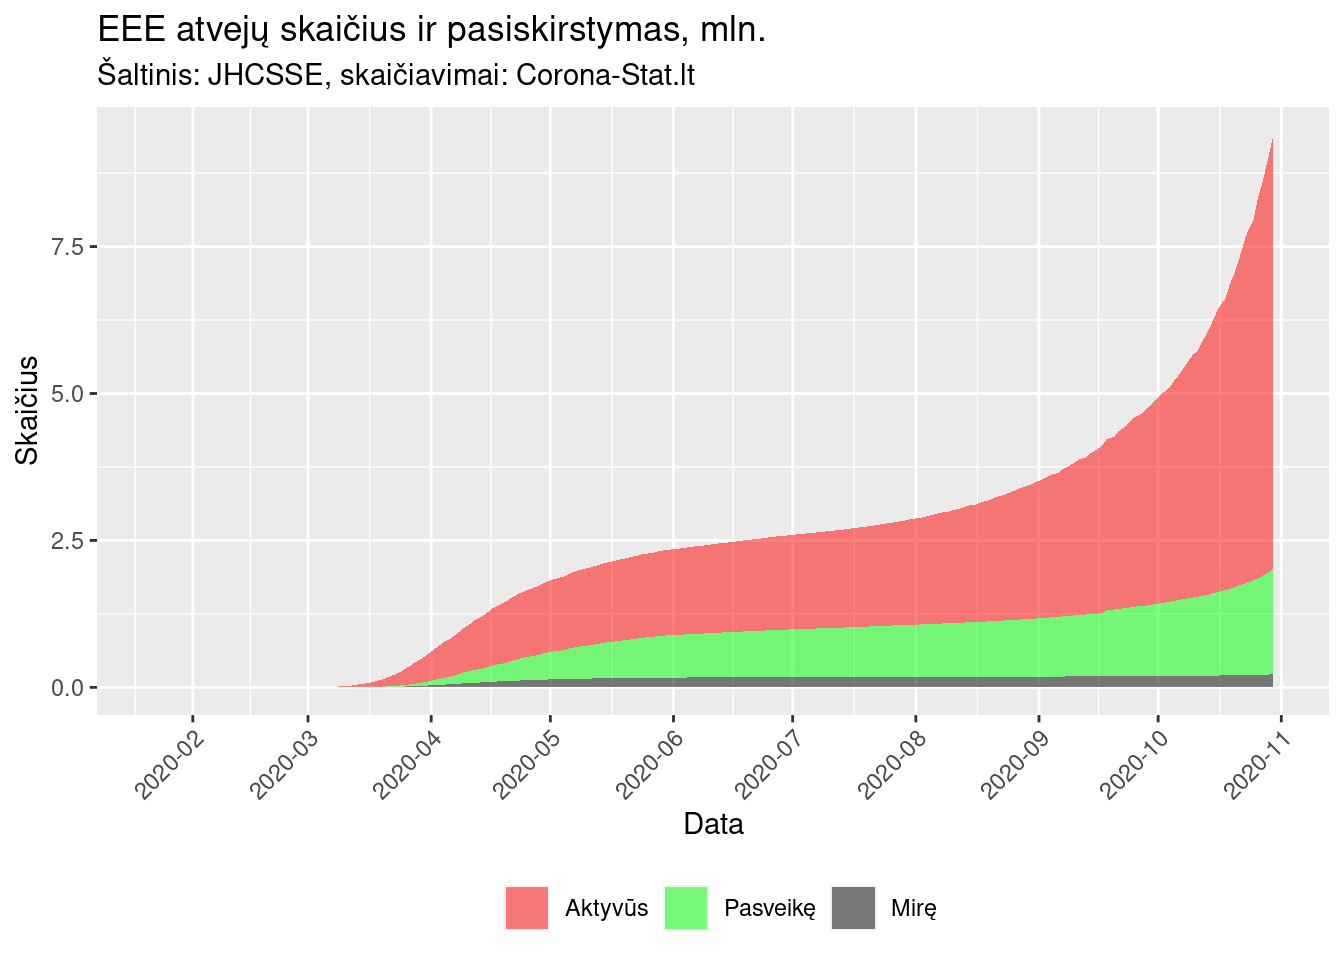 EEE atvejų skaičius ir pasiskirstymas, mln.
Šaltinis: JHCSSE, skaičiavimai: Corona-Stat.lt
Skaičius
7.5
5.0
2.5
0.0
2020-02
2020-03
2020-04
2020-05
2020-06
2020-07
2020-08
2020-09
2020-10
2020-11
Data
Aktyvūs
Pasveikę
Mirę